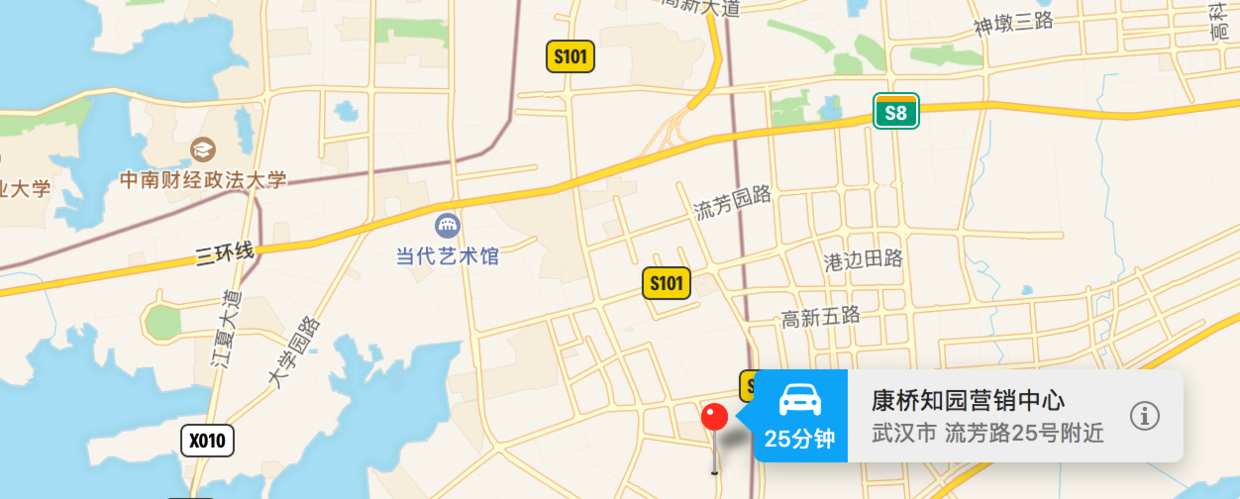 高新大道
神墩三路
高科
S101
S8
中南财经政法大学
业大学
流芳园路
三环线
当代艺术馆
港边田路
S101
高新五路
江夏大道
大学园路
康桥知园营销中心
25分钟
武汉市 流芳路25号附近
X010